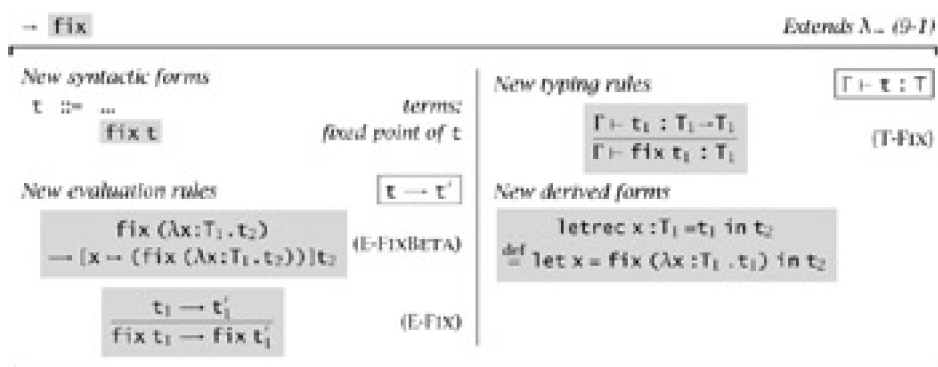 → fix
Extends λ→ (9-1)
New syntactic forms
t ::= ...
terms:
fix t
fixed point of t
New evaluation rules
t → t′
fix (λx:T₁.t₂)
→ [x ↦ (fix (λx:T₁.t₂))]t₂
(E-FIXBETA)
t₁ → t₁′
fix t₁ → fix t₁′
(E-FIX)
New typing rules
Γ ⊢ t : T
Γ ⊢ t₁ : T₁→T₁
Γ ⊢ fix t₁ : T₁
(T-FIX)
New derived forms
letrec x:T₁=t₁ in t₂
def
= let x = fix (λx:T₁.t₁) in t₂